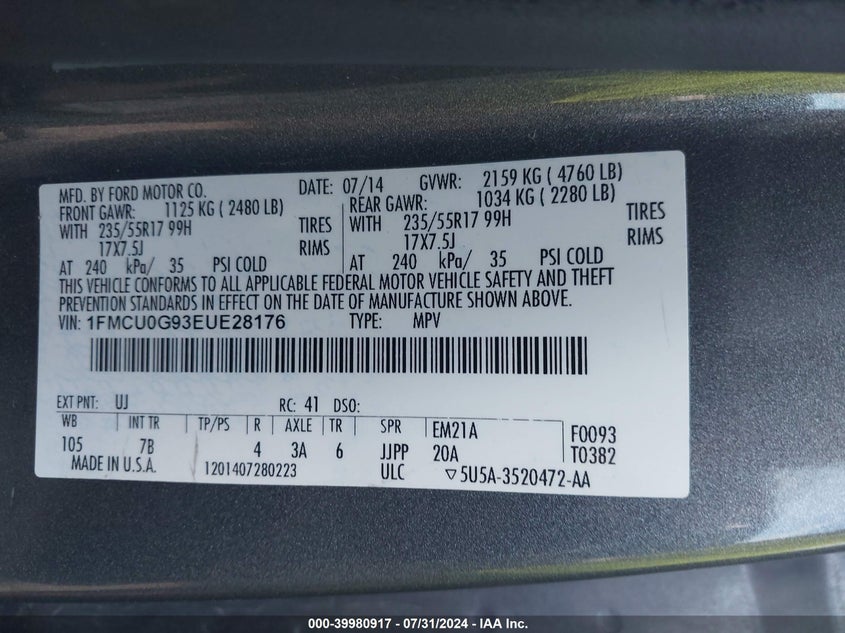 MFD. BY FORD MOTOR CO. DATE: 07/14 GVWR: 2159 KG ( 4760 LB)
FRONT GAWR: 1125 KG ( 2480 LB) REAR GAWR: 1034 KG ( 2280 LB)
WITH 235/55R17 99H TIRES WITH 235/55R17 99H TIRES
17X7.5J RIMS 17X7.5J RIMS
AT 240 kPa/ 35 PSI COLD AT 240 kPa/ 35 PSI COLD
THIS VEHICLE CONFORMS TO ALL APPLICABLE FEDERAL MOTOR VEHICLE SAFETY AND THEFT
PREVENTION STANDARDS IN EFFECT ON THE DATE OF MANUFACTURE SHOWN ABOVE.
VIN: 1FMCU0G93EUE28176 TYPE: MPV
EXT PNT: UJ RC: 41 DSO:
WB INT TR TP/PS R AXLE TR SPR EM21A F0093
105 7B 4 3A 6 JJPP 20A T0382
MADE IN U.S.A. 1201407280223 ULC ▽5U5A-3520472-AA
000-39980917 - 07/31/2024 - IAA Inc.